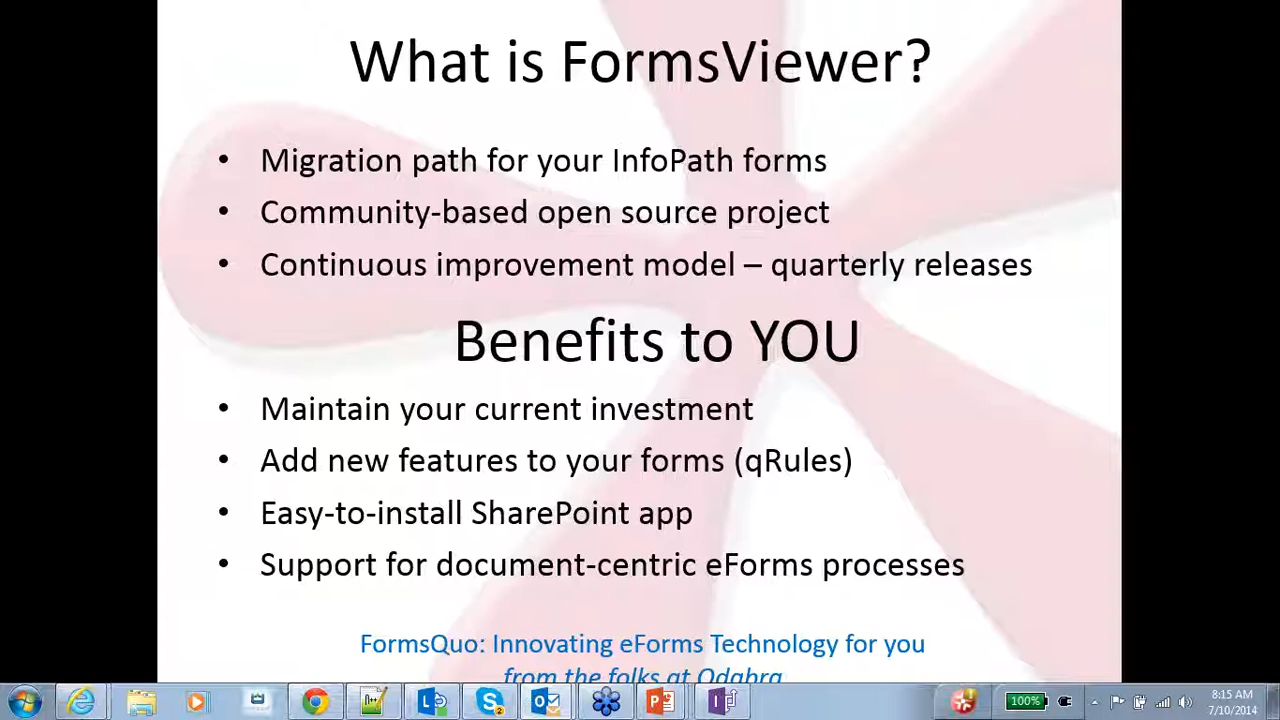 What is FormsViewer?
• Migration path for your InfoPath forms
• Community-based open source project
• Continuous improvement model – quarterly releases
Benefits to YOU
• Maintain your current investment
• Add new features to your forms (qRules)
• Easy-to-install SharePoint app
• Support for document-centric eForms processes
FormsQuo: Innovating eForms Technology for you
from the folks at Qdabra
100%
8:15 AM
7/10/2014